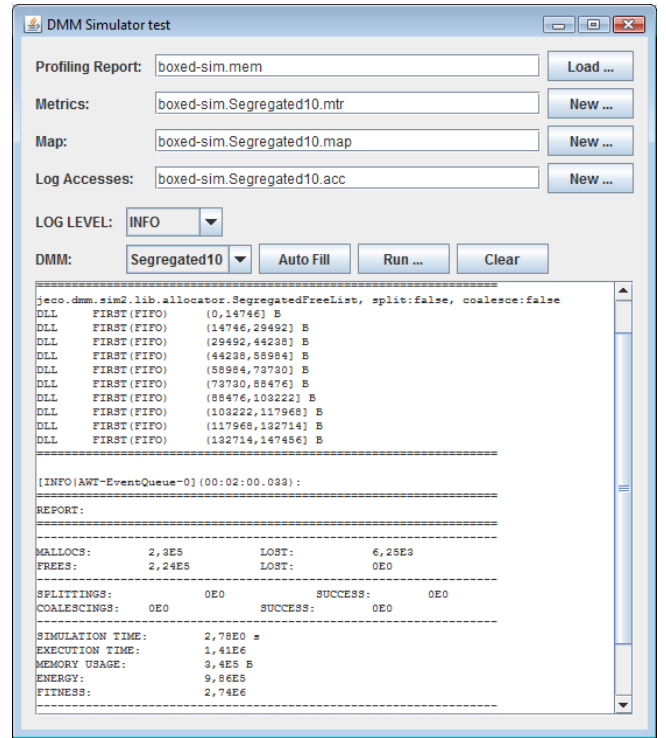 DMM Simulator test
Profiling Report: boxed-sim.mem Load ...
Metrics: boxed-sim.Segregated10.mtr New ...
Map: boxed-sim.Segregated10.map New ...
Log Accesses: boxed-sim.Segregated10.acc New ...
LOG LEVEL: INFO
DMM: Segregated10 Auto Fill Run ... Clear
================================================================
jeco.dmm.sim2.lib.allocator.SegregatedFreeList, split:false, coalesce:false
DLL FIRST(FIFO) (0,14746] B
DLL FIRST(FIFO) (14746,29492] B
DLL FIRST(FIFO) (29492,44238] B
DLL FIRST(FIFO) (44238,58984] B
DLL FIRST(FIFO) (58984,73730] B
DLL FIRST(FIFO) (73730,88476] B
DLL FIRST(FIFO) (88476,103222] B
DLL FIRST(FIFO) (103222,117968] B
DLL FIRST(FIFO) (117968,132714] B
DLL FIRST(FIFO) (132714,147456] B
================================================================
[INFO|AWT-EventQueue-0](00:02:00.033):
================================================================
REPORT:
================================================================
----------------------------------------------------------------
MALLOCS: 2,3E5 LOST: 6,25E3
FREES: 2,24E5 LOST: 0E0
----------------------------------------------------------------
SPLITTINGS: 0E0 SUCCESS: 0E0
COALESCINGS: 0E0 SUCCESS: 0E0
----------------------------------------------------------------
SIMULATION TIME: 2,78E0 s
EXECUTION TIME: 1,41E6
MEMORY USAGE: 3,4E5 B
ENERGY: 9,86E5
FITNESS: 2,74E6
----------------------------------------------------------------